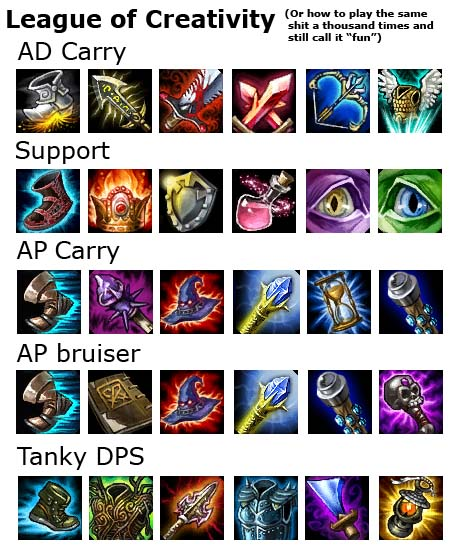 League of Creativity
(Or how to play the same
shit a thousand times and
still call it “fun”)
AD Carry
Support
AP Carry
AP bruiser
Tanky DPS